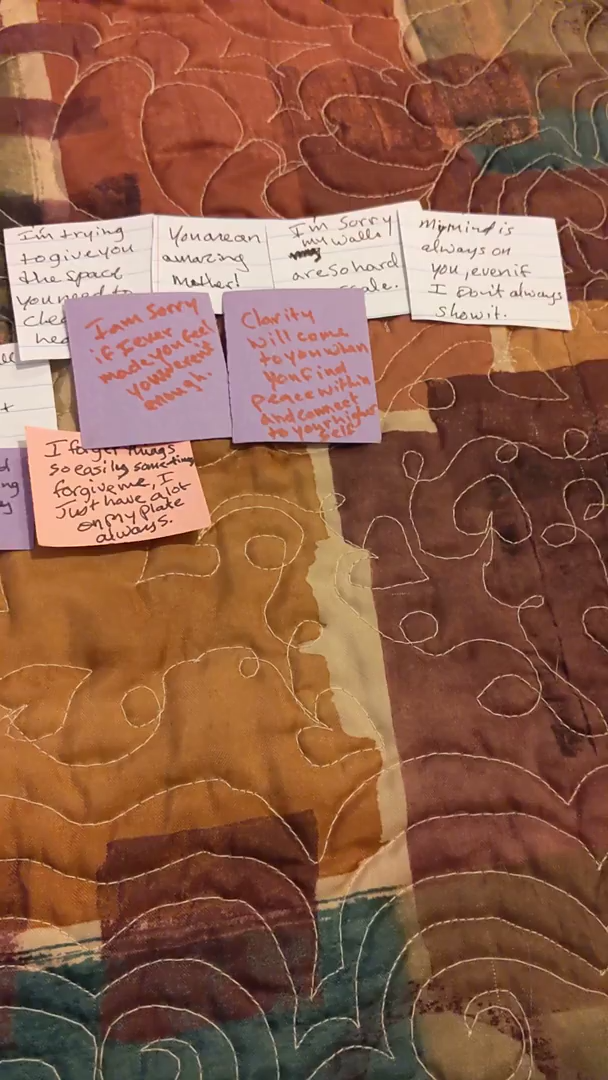 I'm trying
to give you
the space
you need to
You are an
amazing
Mother!
I'm sorry
my walls
are so hard
My mind is
always on
you, even if
I Don't always
show it.
I am sorry
if I ever
made you feel
you weren't
enough.
Clarity
will come
to you when
you find
peace within
and connect
to your higher
self
I forget things
so easily sometimes
forgive me, I
Just have a lot
on my plate
always.